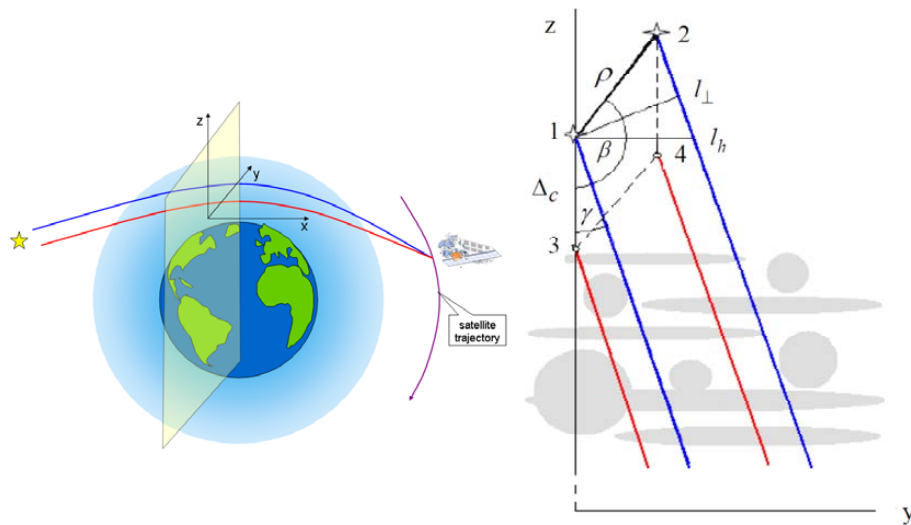 z
y
x
satellite
trajectory
z
2
ρ
l⊥
1
β
l_h
4
Δ_c
γ
3
y